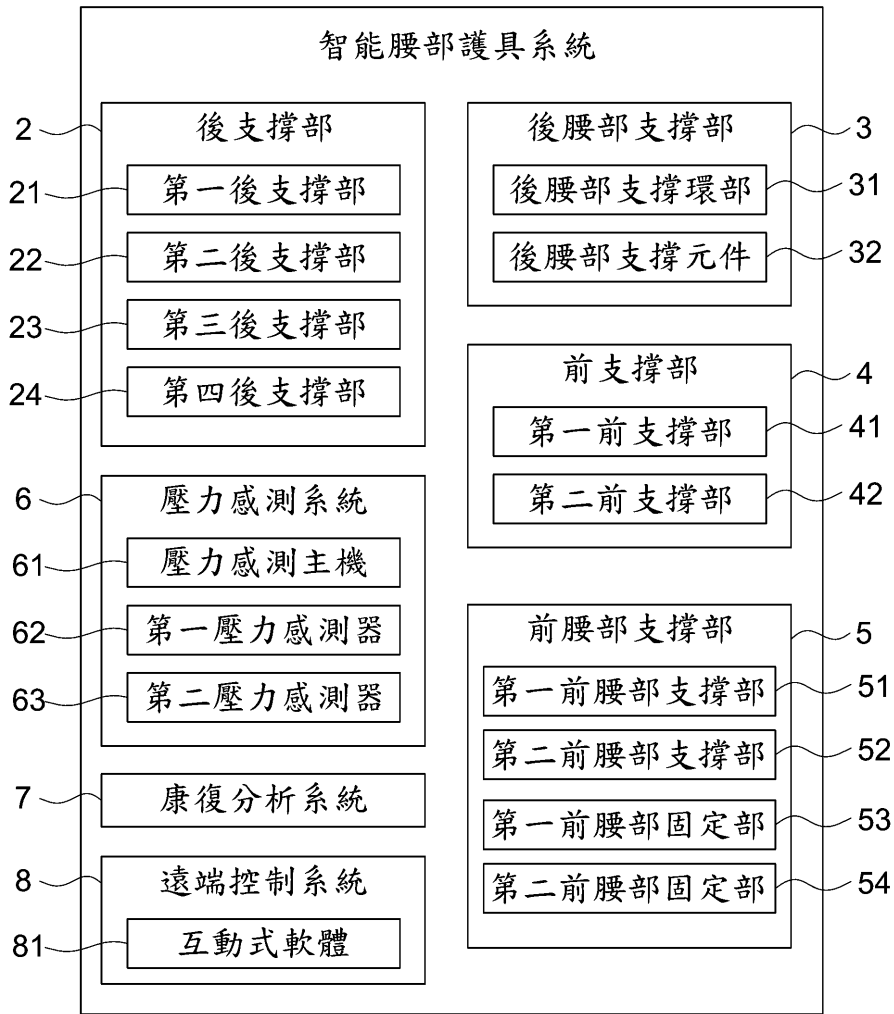 智能腰部護具系統
2 後支撐部
21 第一後支撐部
22 第二後支撐部
23 第三後支撐部
24 第四後支撐部
6 壓力感測系統
61 壓力感測主機
62 第一壓力感測器
63 第二壓力感測器
7 康復分析系統
8 遠端控制系統
81 互動式軟體
後腰部支撐部 3
後腰部支撐環部 31
後腰部支撐元件 32
前支撐部 4
第一前支撐部 41
第二前支撐部 42
前腰部支撐部 5
第一前腰部支撐部 51
第二前腰部支撐部 52
第一前腰部固定部 53
第二前腰部固定部 54